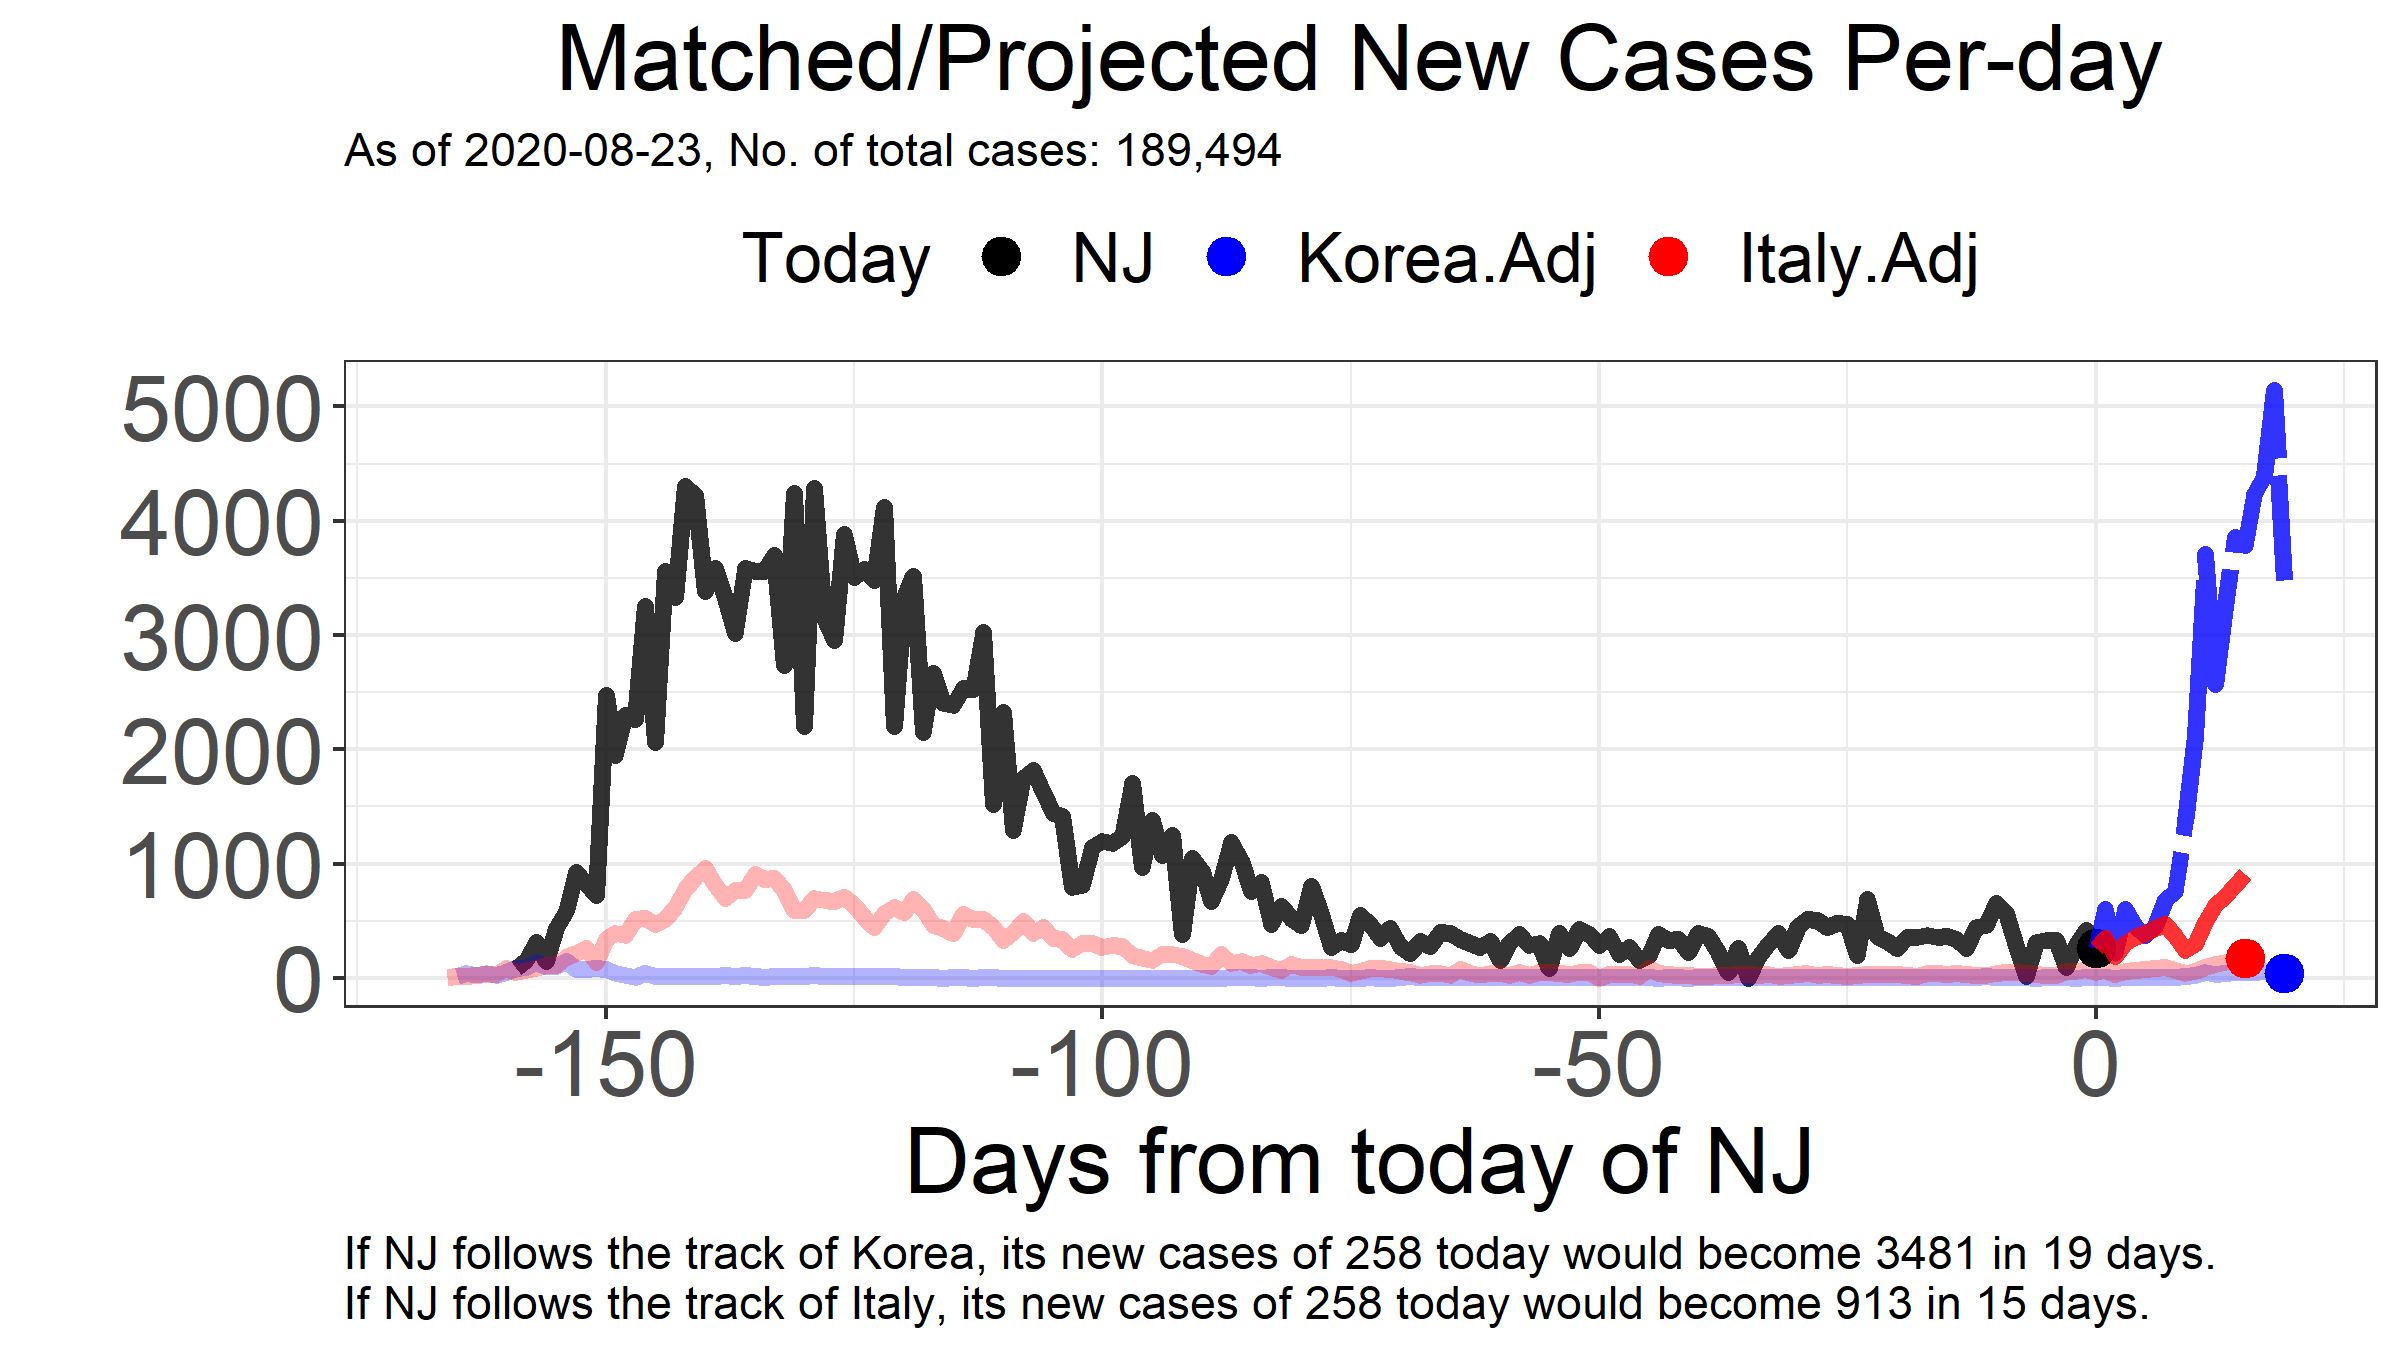 Matched/Projected New Cases Per-day
As of 2020-08-23, No. of total cases: 189,494
Today NJ Korea.Adj Italy.Adj
5000
4000
3000
2000
1000
0
-150 -100 -50 0
Days from today of NJ
If NJ follows the track of Korea, its new cases of 258 today would become 3481 in 19 days.
If NJ follows the track of Italy, its new cases of 258 today would become 913 in 15 days.